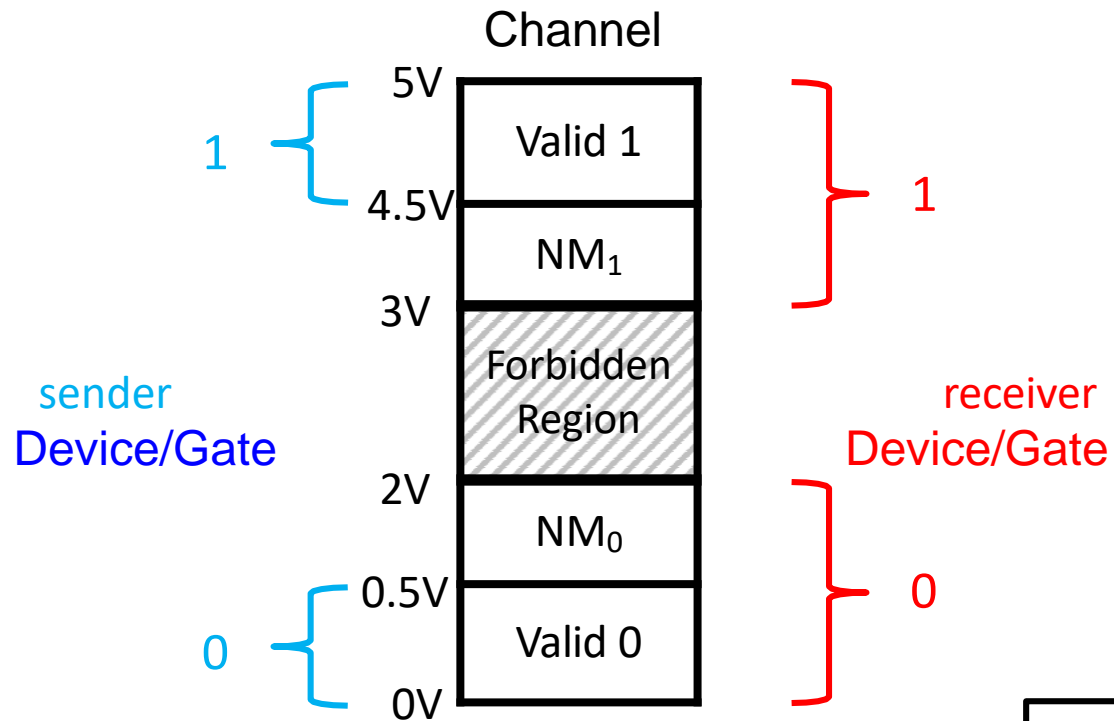 Channel
5V
Valid 1
1
4.5V
1
NM₁
3V
Forbidden
Region
sender
Device/Gate
receiver
Device/Gate
2V
NM₀
0.5V
0
0
Valid 0
0V